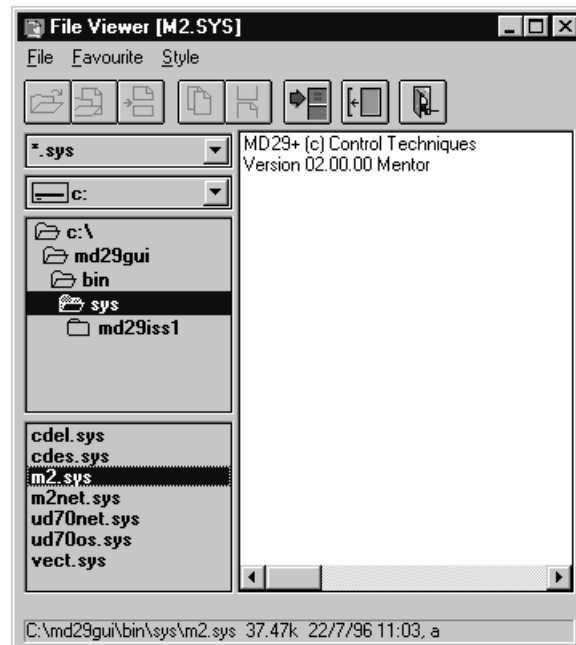 File Viewer [M2.SYS]
File Favourite Style
*.sys
c:
c:\
md29gui
bin
sys
md29iss1
cdel.sys
cdes.sys
m2.sys
m2net.sys
ud70net.sys
ud70os.sys
vect.sys
MD29+ (c) Control Techniques
Version 02.00.00 Mentor
C:\md29gui\bin\sys\m2.sys 37.47k 22/7/96 11:03, a